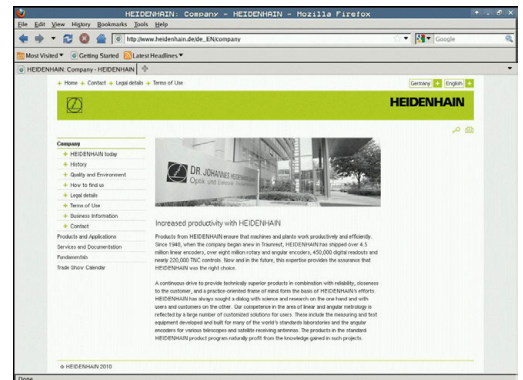 HEIDENHAIN: Company - HEIDENHAIN - Mozilla Firefox
File Edit View History Bookmarks Tools Help
http://www.heidenhain.de/de_EN/company
Google
Most Visited Getting Started Latest Headlines
HEIDENHAIN: Company - HEIDENHAIN
Home Contact Legal details Terms of Use
Germany English
HEIDENHAIN
Company
HEIDENHAIN today
History
Quality and Environment
How to find us
Legal details
Terms of Use
Business Information
Contact
Products and Applications
Services and Documentation
Fundamentals
Trade Show Calendar
DR. JOHANNES HEIDENHAIN
Optik und Elektronik
Increased productivity with HEIDENHAIN
Products from HEIDENHAIN ensure that machines and plants work productively and efficiently.
Since 1948, when the company began anew in Traunreut, HEIDENHAIN has shipped over 4.5
million linear encoders, over eight million rotary and angular encoders, 450,000 digital readouts and
nearly 220,000 TNC controls. Now and in the future, this expertise provides the assurance that
HEIDENHAIN was the right choice.
A continuous drive to provide technically superior products in combination with reliability, closeness
to the customer, and a practice-oriented frame of mind form the basis of HEIDENHAIN's efforts.
HEIDENHAIN has always sought a dialog with science and research on the one hand and with
users and customers on the other. Our competence in the area of linear and angular metrology is
reflected by a large number of customized solutions for users. These include the measuring and test
equipment developed and built for many of the world's standards laboratories and the angular
encoders for various telescopes and satellite receiving antennas. The products in the standard
HEIDENHAIN product program naturally profit from the knowledge gained in such projects.
© HEIDENHAIN 2010
Done